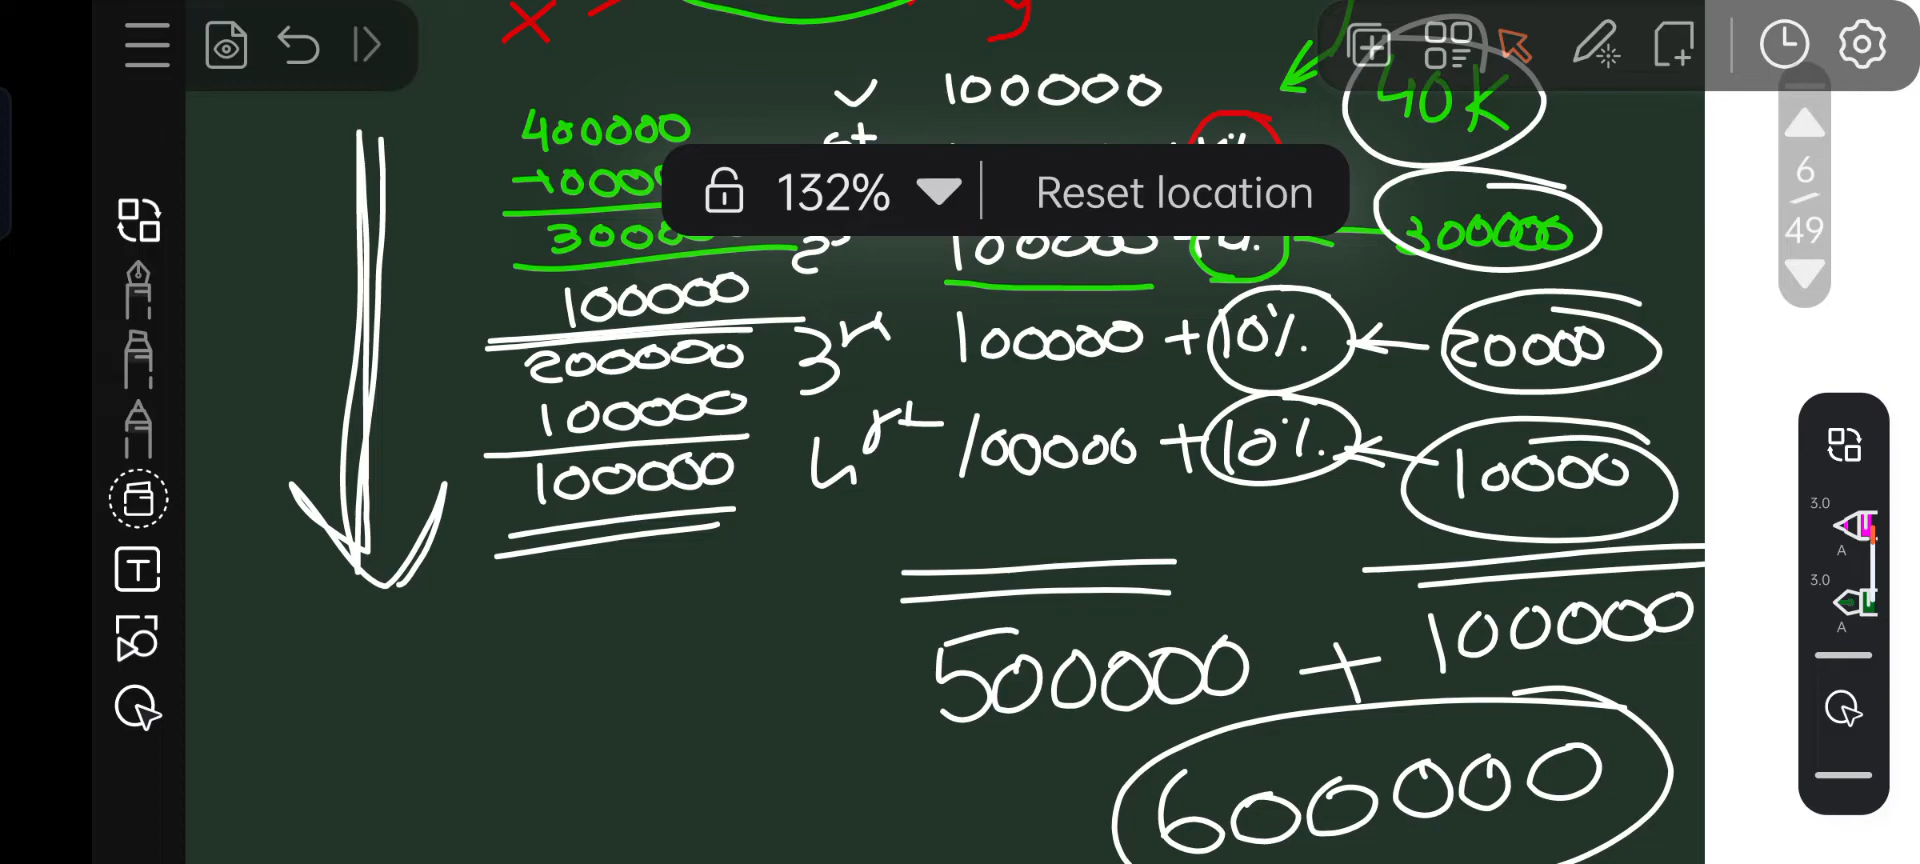 100000
40K
400000
132%
Reset location
6
49
300000
100000
100000
200000
3rd
100000 + 10%
20000
100000
4th
100000 + 10%
10000
100000
3.0
A
3.0
A
T
500000 + 100000
600000